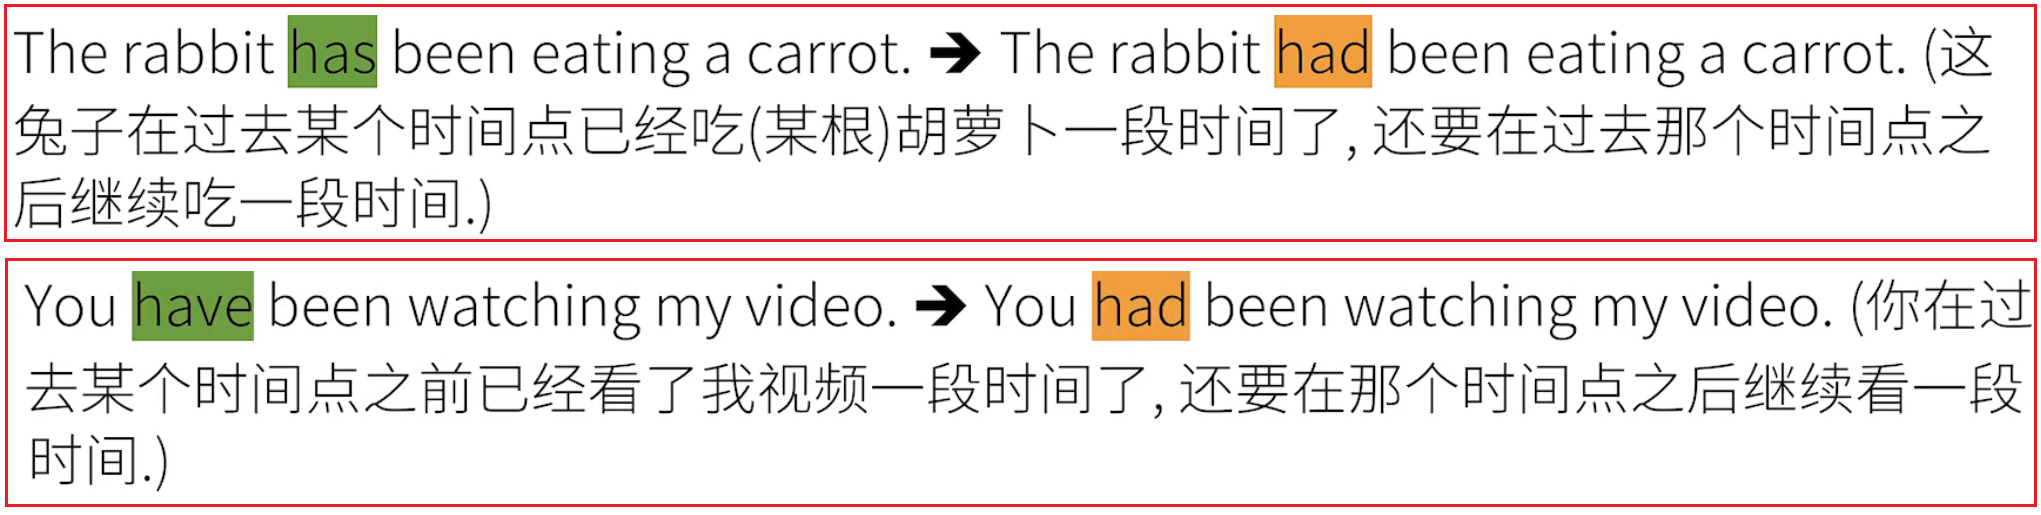 The rabbit has been eating a carrot. ➔ The rabbit had been eating a carrot. (这
兔子在过去某个时间点已经吃(某根)胡萝卜一段时间了, 还要在过去那个时间点之
后继续吃一段时间.)
You have been watching my video. ➔ You had been watching my video. (你在过
去某个时间点之前已经看了我视频一段时间了, 还要在那个时间点之后继续看一段
时间.)